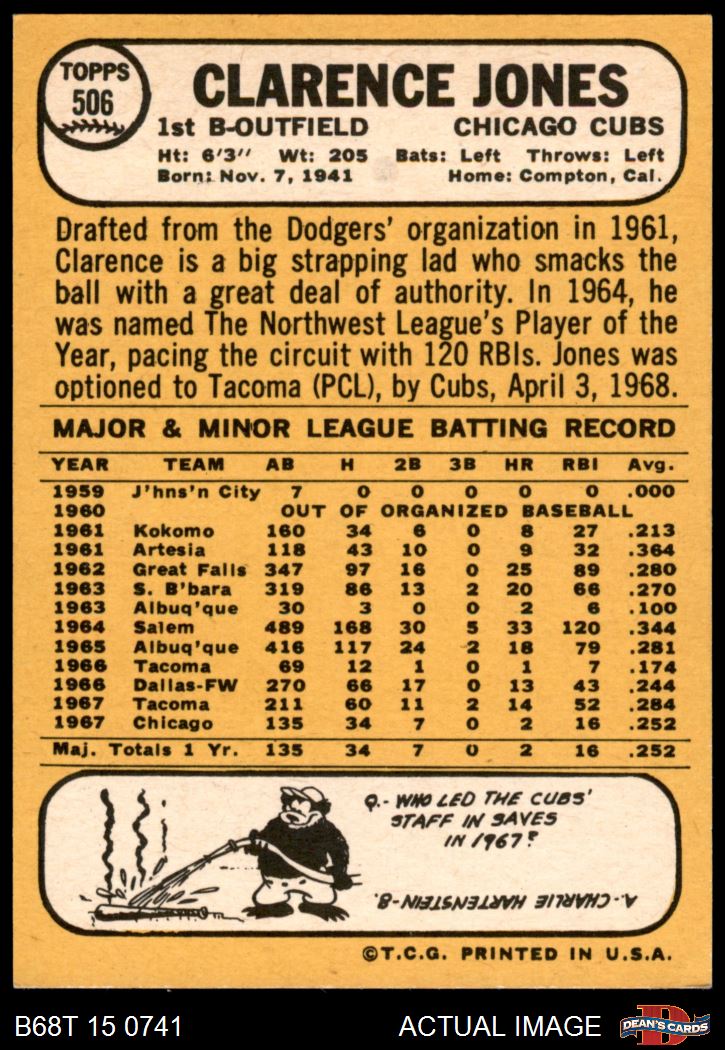 TOPPS
506
CLARENCE JONES
1st B-OUTFIELD CHICAGO CUBS
Ht: 6'3" Wt: 205 Bats: Left Throws: Left
Born: Nov. 7, 1941 Home: Compton, Cal.
Drafted from the Dodgers' organization in 1961,
Clarence is a big strapping lad who smacks the
ball with a great deal of authority. In 1964, he
was named The Northwest League's Player of the
Year, pacing the circuit with 120 RBIs. Jones was
optioned to Tacoma (PCL), by Cubs, April 3, 1968.
MAJOR & MINOR LEAGUE BATTING RECORD
YEAR TEAM AB H 2B 3B HR RBI Avg.
1959 J'hns'n City 7 0 0 0 0 0 .000
1960 OUT OF ORGANIZED BASEBALL
1961 Kokomo 160 34 6 0 8 27 .213
1961 Artesia 118 43 10 0 9 32 .364
1962 Great Falls 347 97 16 0 25 89 .280
1963 S. B'bara 319 86 13 2 20 66 .270
1963 Albuq'que 30 3 0 0 2 6 .100
1964 Salem 489 168 30 5 33 120 .344
1965 Albuq'que 416 117 24 2 18 79 .281
1966 Tacoma 69 12 1 0 1 7 .174
1966 Dallas-FW 270 66 17 0 13 43 .244
1967 Tacoma 211 60 11 2 14 52 .284
1967 Chicago 135 34 7 0 2 16 .252
Maj. Totals 1 Yr. 135 34 7 0 2 16 .252
Q.- WHO LED THE CUBS'
STAFF IN SAVES
IN 1967?
A.- CHARLIE HARTENSTEIN-8.
©T.C.G. PRINTED IN U.S.A.
B68T 15 0741 ACTUAL IMAGE
D
DEAN'S CARDS